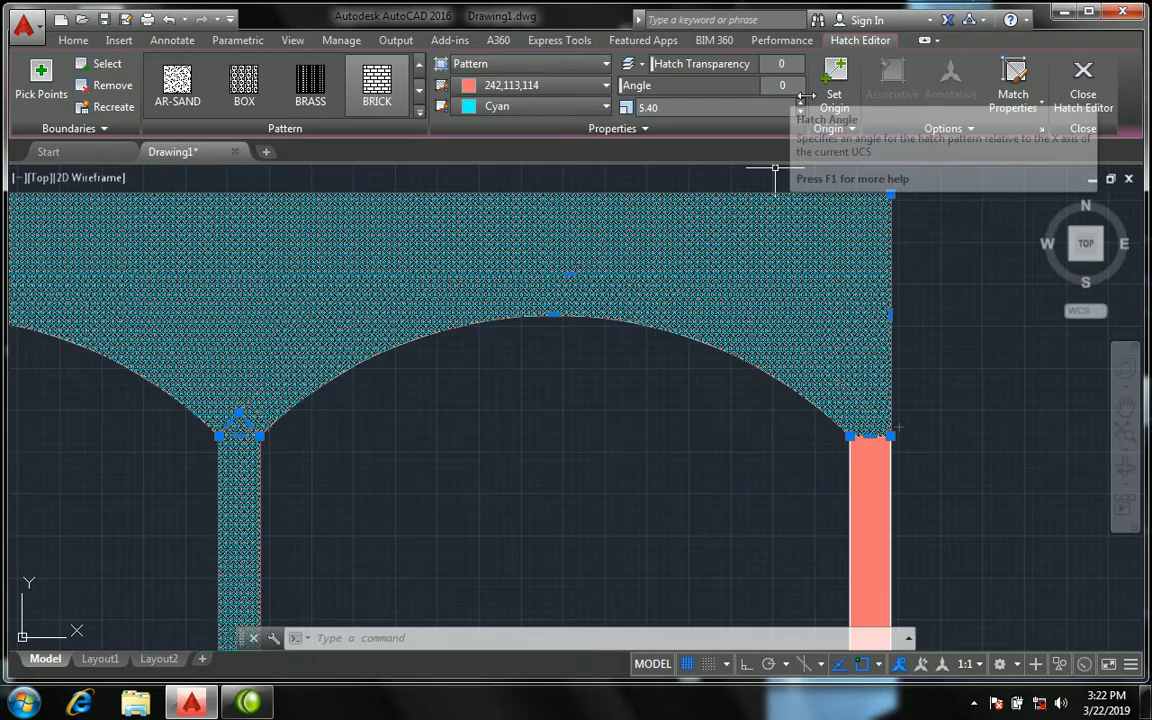 Autodesk AutoCAD 2016 Drawing1.dwg
Type a keyword or phrase
Sign In
Home Insert Annotate Parametric View Manage Output Add-ins A360 Express Tools Featured Apps BIM 360 Performance Hatch Editor
Pick Points
Select
Remove
Recreate
Boundaries
AR-SAND
BOX
BRASS
BRICK
Pattern
Pattern
242,113,114
Cyan
Hatch Transparency 0
Angle 0
5.40
Properties
Set
Origin
Origin
Associative
Annotative
Match
Properties
Options
Close
Hatch Editor
Close
Hatch Angle
Specifies an angle for the hatch pattern relative to the X axis of
the current UCS
Press F1 for more help
Start
Drawing1*
[−][Top][2D Wireframe]
N
W
TOP
E
S
WCS
Y
X
Type a command
Model Layout1 Layout2
MODEL
1:1
3:22 PM
3/22/2019